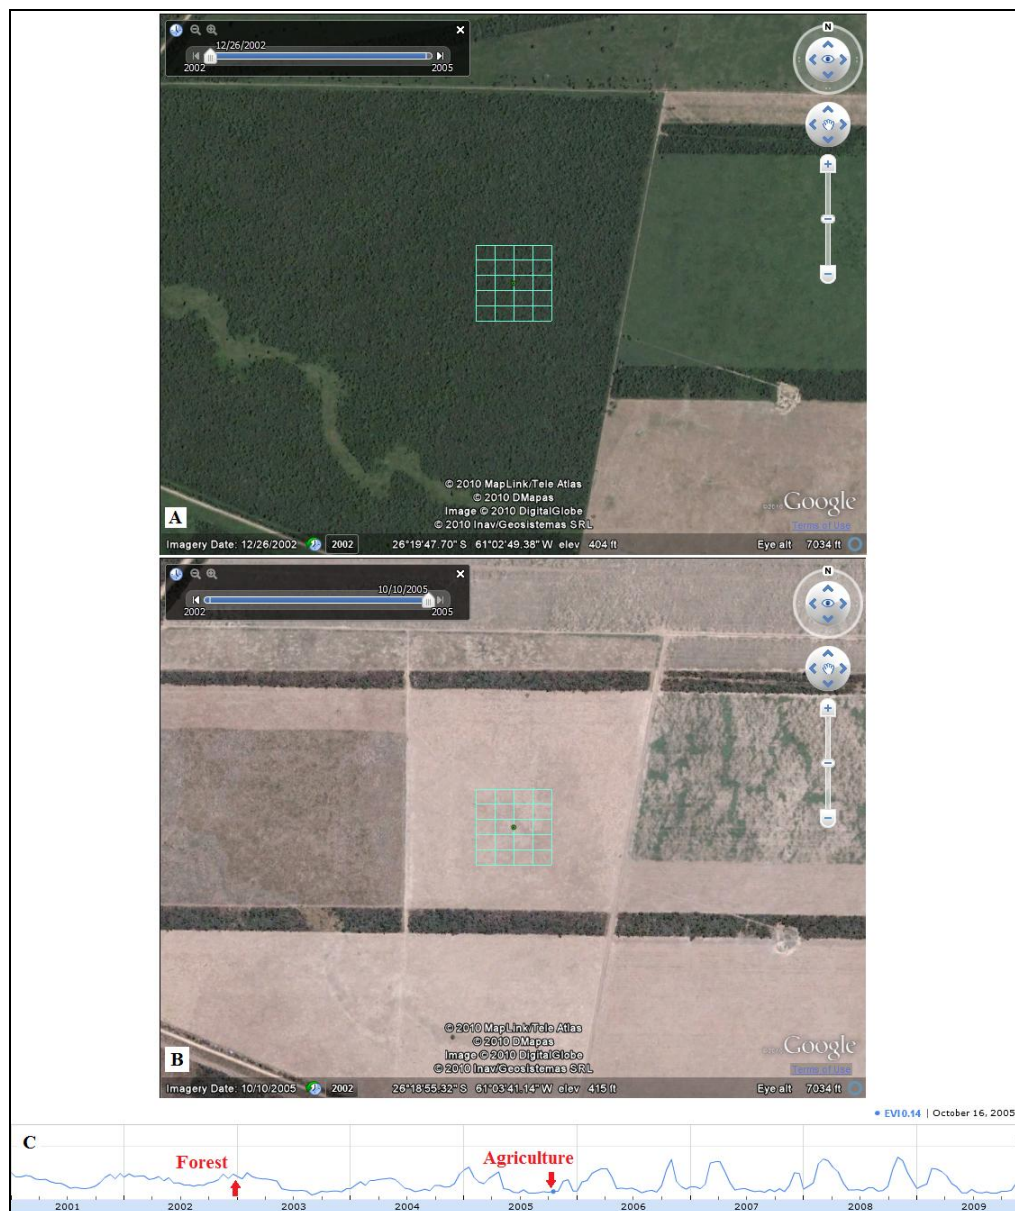 12/26/2002
2002
2005
N
© 2010 MapLink/Tele Atlas
© 2010 DMapas
Image © 2010 DigitalGlobe
© 2010 Inav/Geosistemas SRL
©2010 Google
Terms of Use
A
Imagery Date: 12/26/2002 2002 26°19'47.70" S 61°02'49.38" W elev 404 ft Eye alt 7034 ft
10/10/2005
2002
2005
N
© 2010 MapLink/Tele Atlas
© 2010 DMapas
Image © 2010 DigitalGlobe
© 2010 Inav/Geosistemas SRL
©2010 Google
Terms of Use
B
Imagery Date: 10/10/2005 2002 26°18'55.32" S 61°03'41.14" W elev 415 ft Eye alt 7034 ft
EVI 0.14 | October 16, 2005
C
Forest
Agriculture
2001 2002 2003 2004 2005 2006 2007 2008 2009